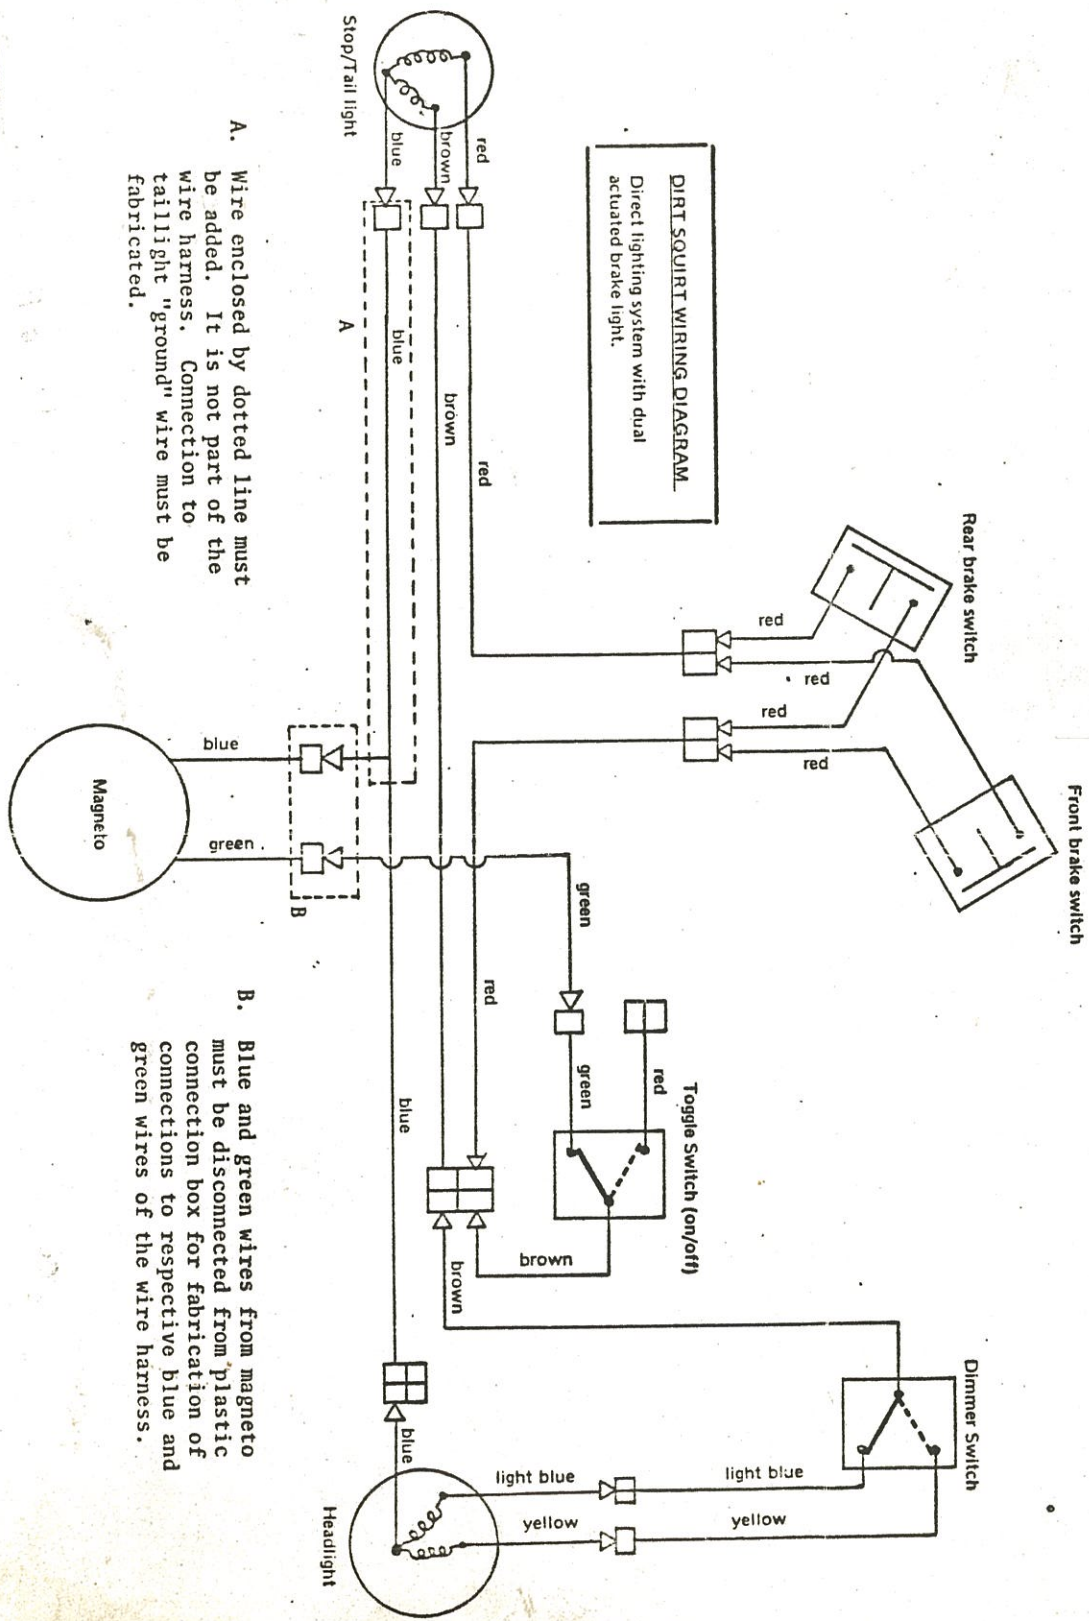 DIRT SQUIRT WIRING DIAGRAM
Direct lighting system with dual
actuated brake light.
Rear brake switch
Front brake switch
red
red
red
red
Stop/Tail light
red
brown
blue
red
brown
blue
A
A. Wire enclosed by dotted line must
be added. It is not part of the
wire harness. Connection to
taillight "ground" wire must be
fabricated.
Magneto
blue
green
B
green
red
green
red
Toggle Switch (on/off)
brown
brown
blue
blue
Dimmer Switch
light blue
light blue
yellow
yellow
Headlight
B. Blue and green wires from magneto
must be disconnected from plastic
connection box for fabrication of
connections to respective blue and
green wires of the wire harness.